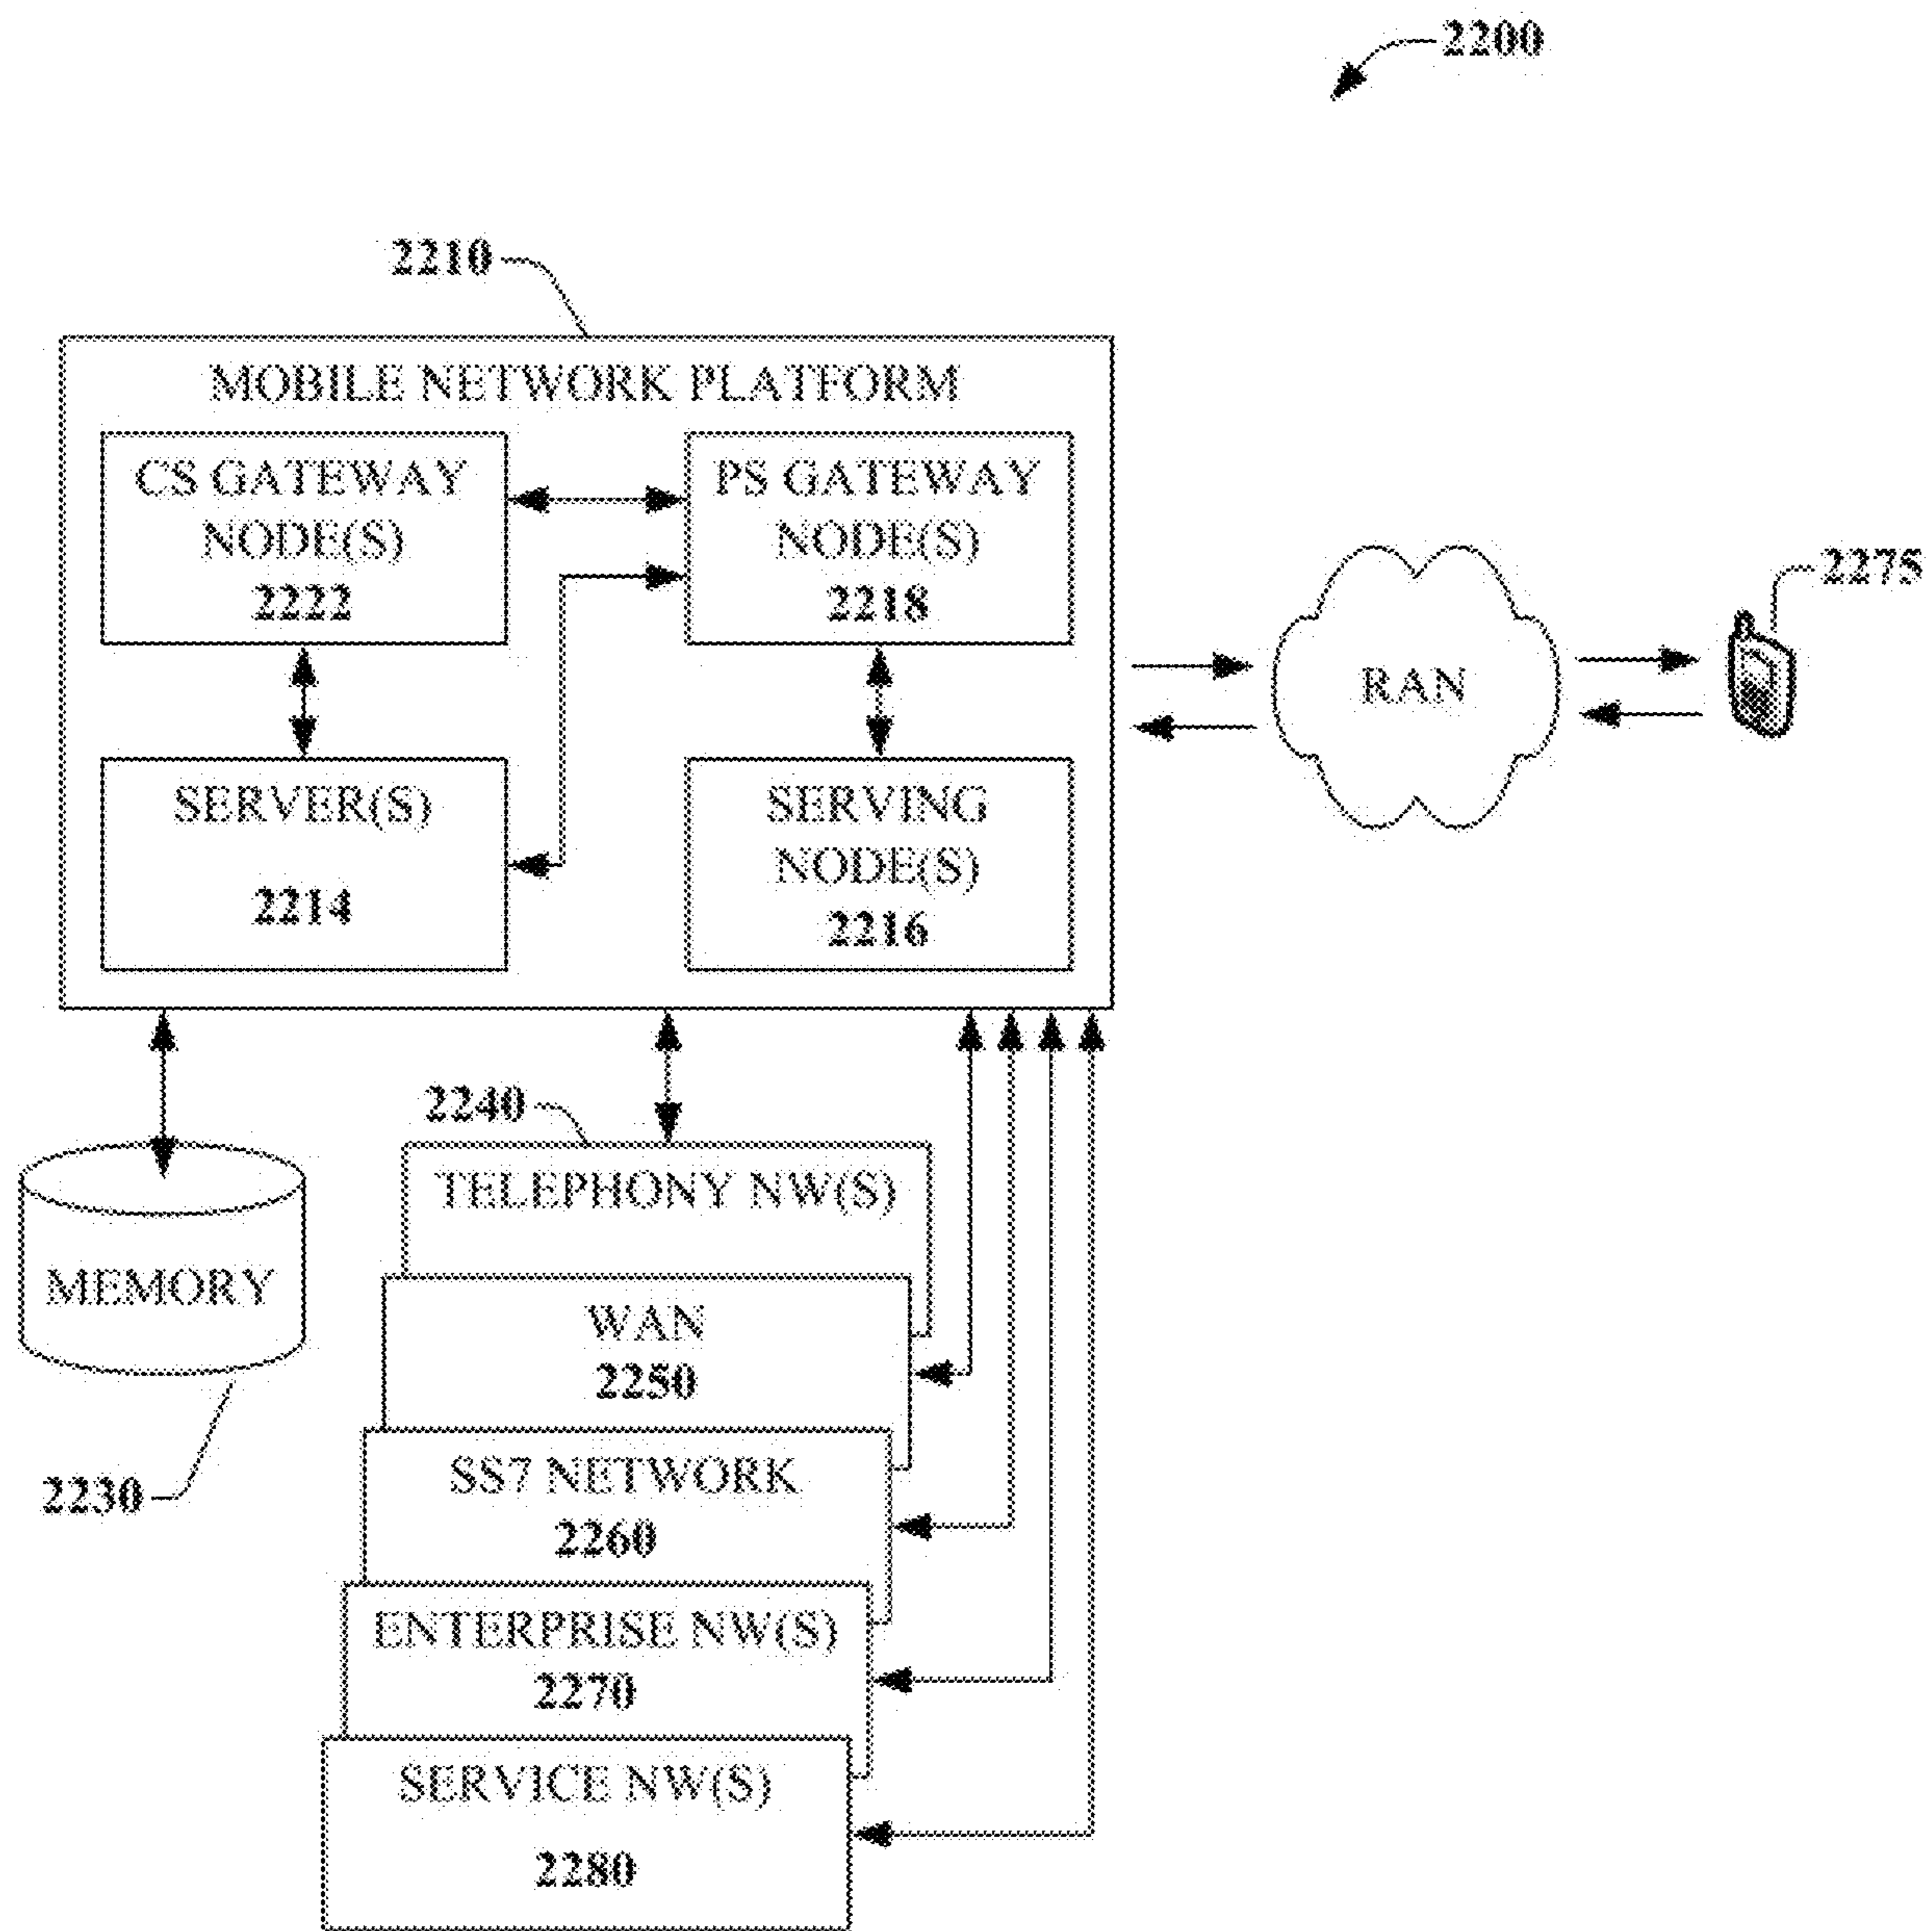 2200
2210
MOBILE NETWORK PLATFORM
CS GATEWAY
NODE(S)
2222
PS GATEWAY
NODE(S)
2218
SERVER(S)
2214
SERVING
NODE(S)
2216
RAN
2275
2240
TELEPHONY NW(S)
MEMORY
2230
WAN
2250
SS7 NETWORK
2260
ENTERPRISE NW(S)
2270
SERVICE NW(S)
2280